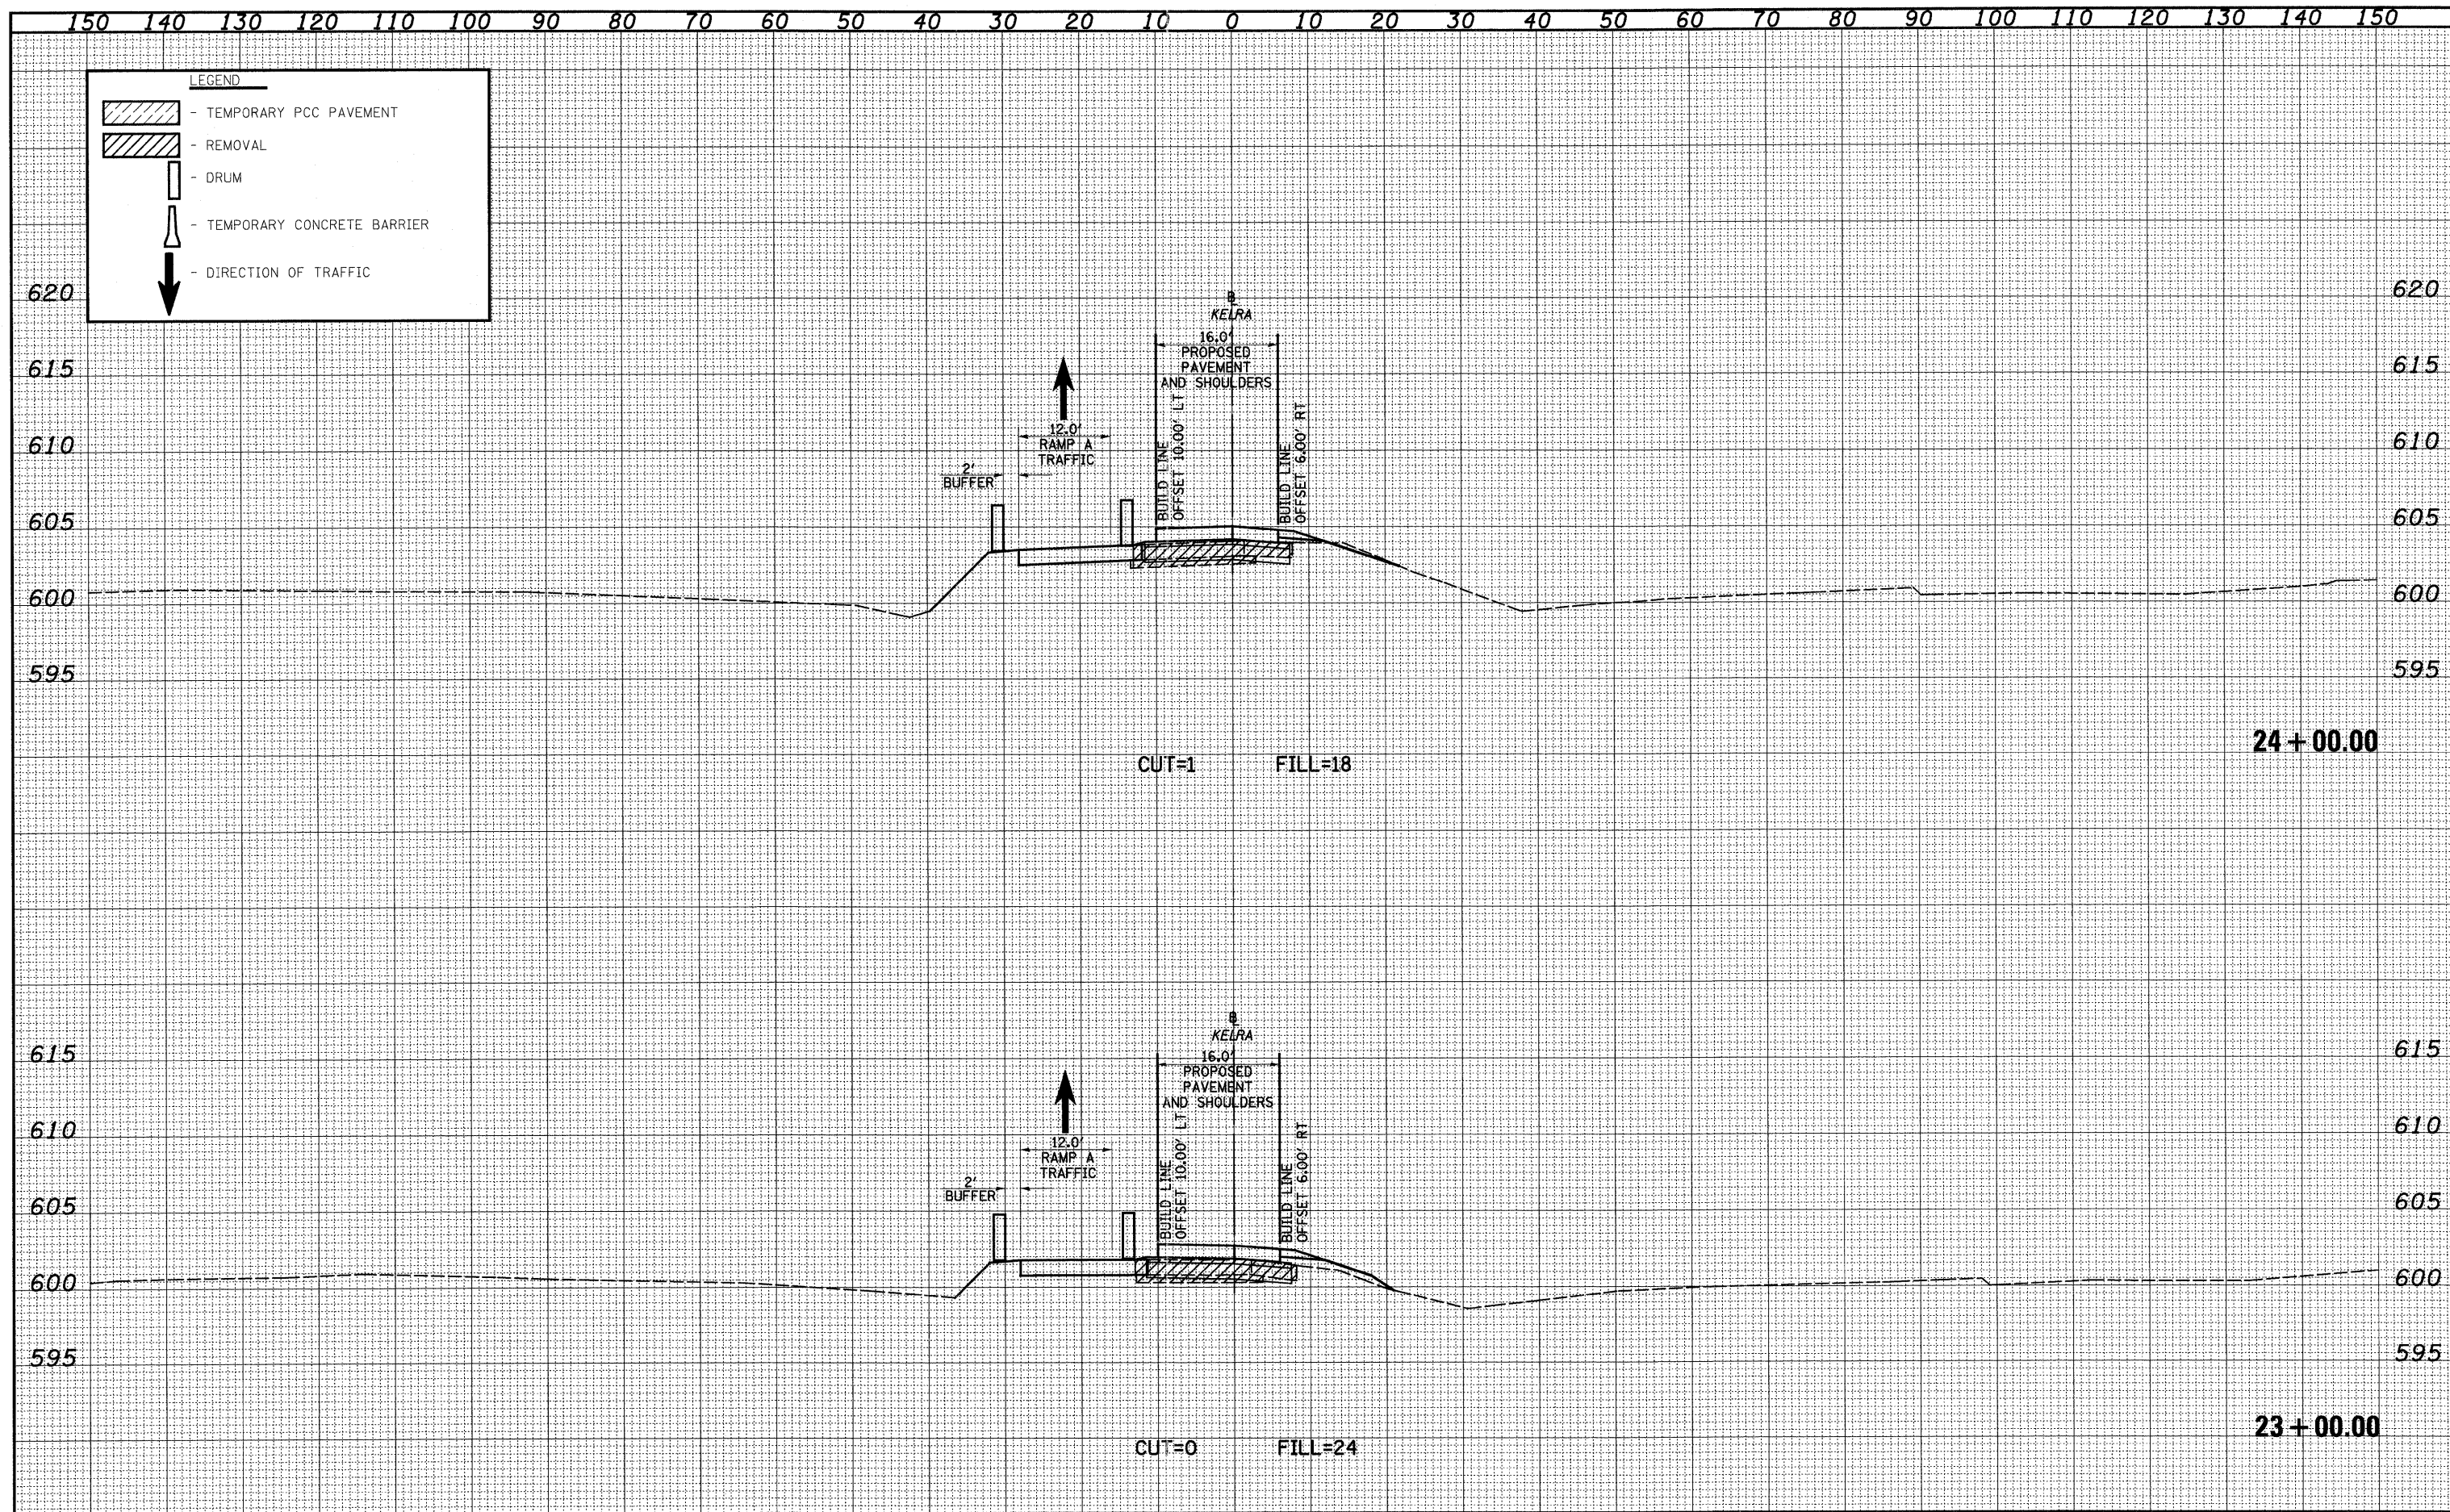 150 140 130 120 110 100 90 80 70 60 50 40 30 20 10 0 10 20 30 40 50 60 70 80 90 100 110 120 130 140 150
LEGEND
- TEMPORARY PCC PAVEMENT
- REMOVAL
- DRUM
- TEMPORARY CONCRETE BARRIER
- DIRECTION OF TRAFFIC
620 620
KELRA
16.0'
PROPOSED
PAVEMENT
AND SHOULDERS
615 615
BUILD LINE
OFFSET 10.00' LT
BUILD LINE
OFFSET 6.00' RT
12.0'
RAMP A
TRAFFIC
610 610
2'
BUFFER
605 605
600 600
595 595
24+00.00
CUT=1 FILL=18
KELRA
16.0'
PROPOSED
PAVEMENT
AND SHOULDERS
615 615
BUILD LINE
OFFSET 10.00' LT
BUILD LINE
OFFSET 6.00' RT
610 610
12.0'
RAMP A
TRAFFIC
2'
BUFFER
605 605
600 600
595 595
23+00.00
CUT=0 FILL=24